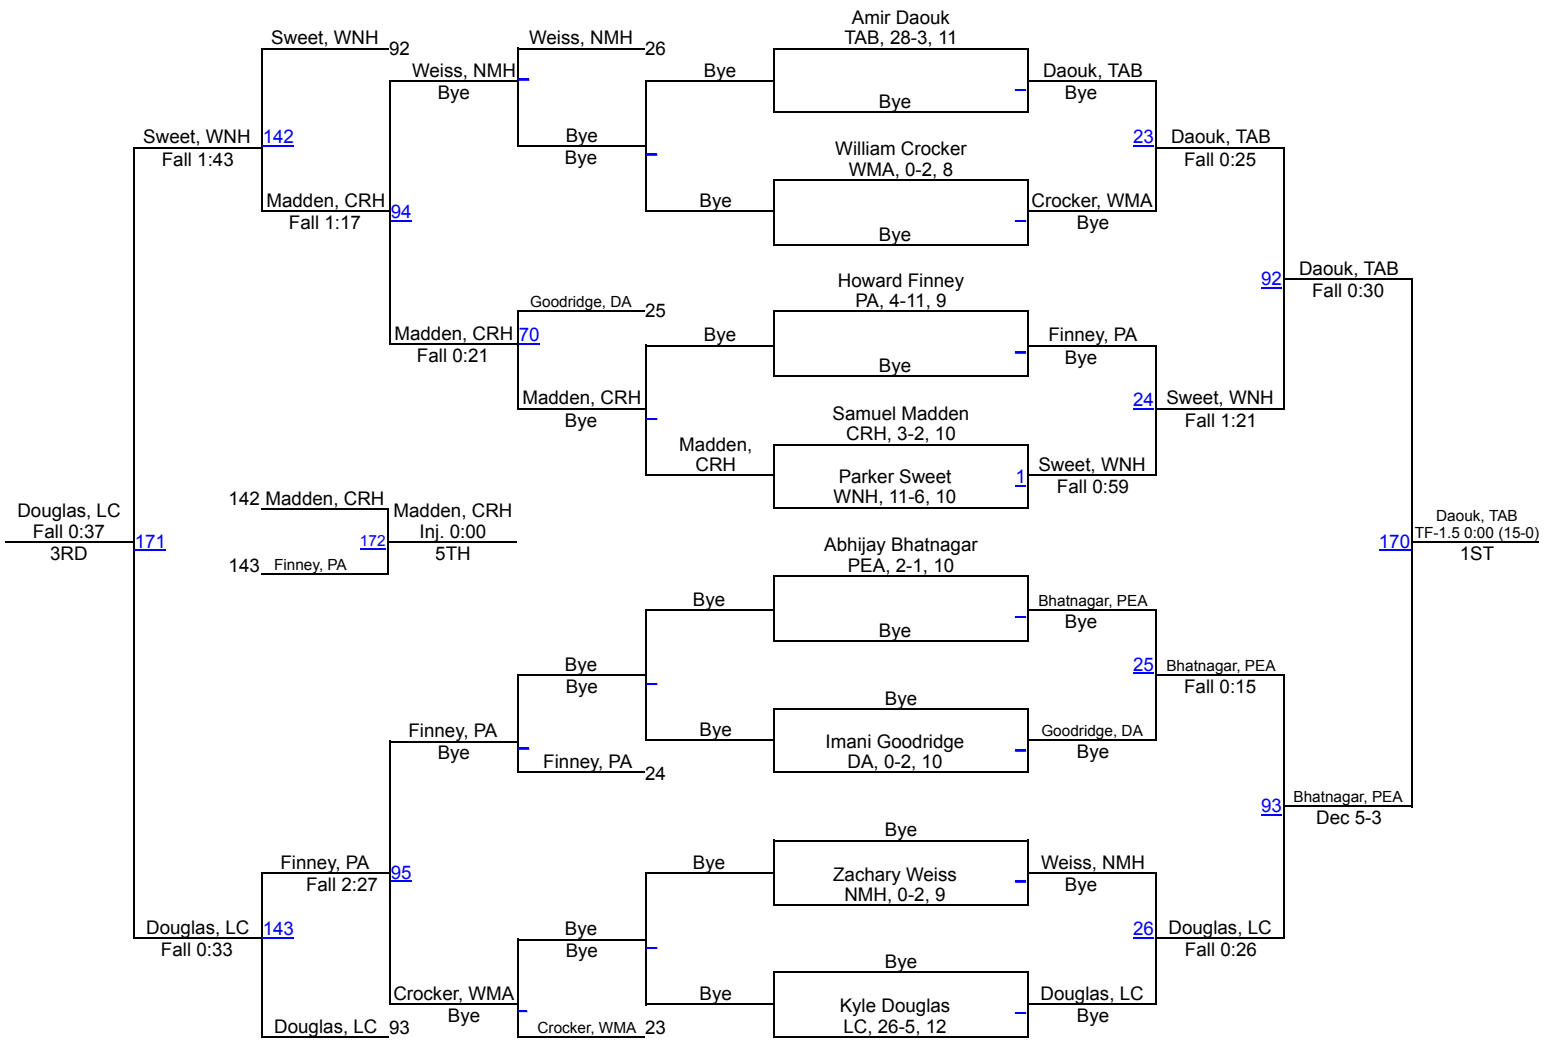 Amir Daouk
TAB, 28-3, 11
Sweet, WNH
92
Weiss, NMH
26
Weiss, NMH
Bye
Bye
Bye
Daouk, TAB
Bye
Sweet, WNH
Fall 1:43
142
Bye
Bye
William Crocker
WMA, 0-2, 8
23
Daouk, TAB
Fall 0:25
Madden, CRH
Fall 1:17
94
Bye
Bye
Crocker, WMA
Bye
Howard Finney
PA, 4-11, 9
92
Daouk, TAB
Fall 0:30
Goodridge, DA
25
Madden, CRH
Fall 0:21
70
Bye
Bye
Finney, PA
Bye
Madden, CRH
Bye
Samuel Madden
CRH, 3-2, 10
24
Sweet, WNH
Fall 1:21
Madden,
CRH
Parker Sweet
WNH, 11-6, 10
1
Sweet, WNH
Fall 0:59
Douglas, LC
Fall 0:37
3RD
171
142
Madden, CRH
143
Finney, PA
172
Madden, CRH
Inj. 0:00
5TH
170
Daouk, TAB
TF-1.5 0:00 (15-0)
1ST
Abhijay Bhatnagar
PEA, 2-1, 10
Bye
Bye
Bhatnagar, PEA
Bye
Bye
Bye
25
Bhatnagar, PEA
Fall 0:15
Finney, PA
Bye
Bye
Bye
Imani Goodridge
DA, 0-2, 10
Goodridge, DA
Bye
Finney, PA
24
93
Bhatnagar, PEA
Dec 5-3
Bye
Finney, PA
Fall 2:27
95
Bye
Zachary Weiss
NMH, 0-2, 9
Weiss, NMH
Bye
Douglas, LC
Fall 0:33
143
Bye
Bye
26
Douglas, LC
Fall 0:26
Bye
Crocker, WMA
Bye
Bye
Kyle Douglas
LC, 26-5, 12
Douglas, LC
Bye
Douglas, LC
93
Crocker, WMA
23